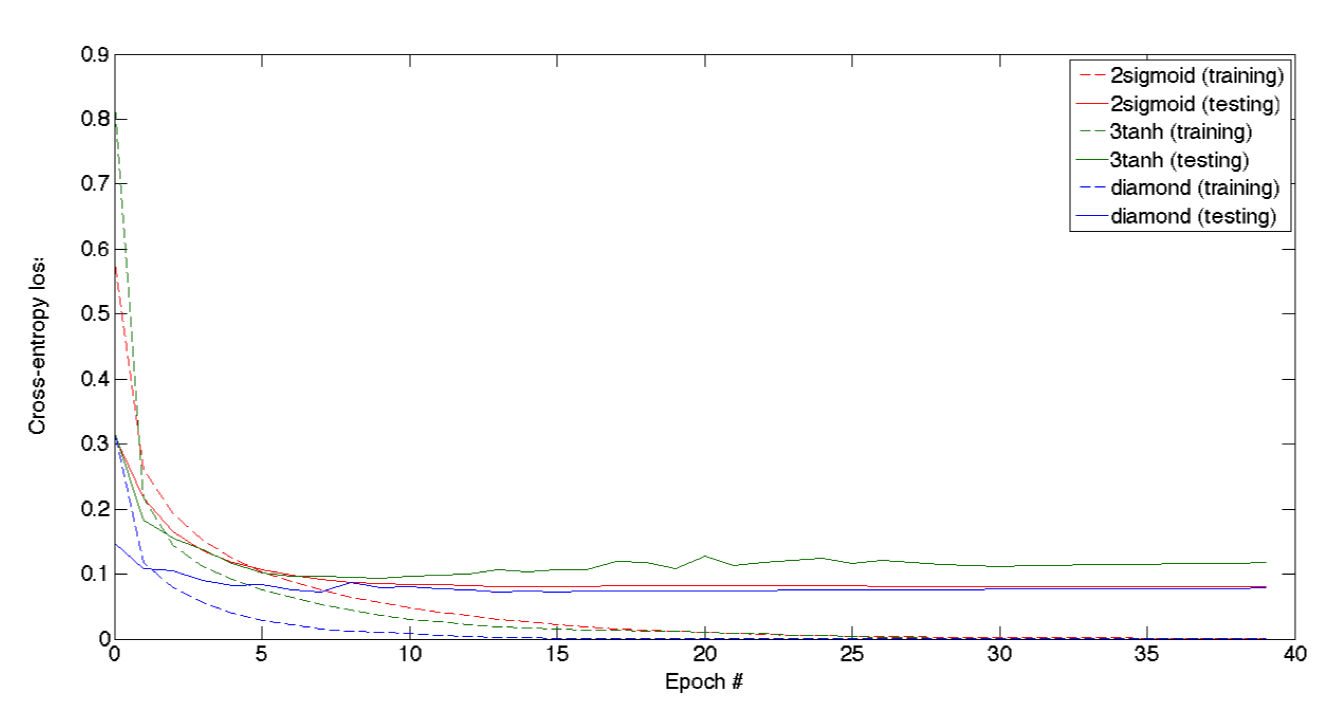 0.9
0.8
0.7
0.6
0.5
0.4
0.3
0.2
0.1
0
Cross-entropy los
0
5
10
15
20
25
30
35
40
Epoch #
2sigmoid (training)
2sigmoid (testing)
3tanh (training)
3tanh (testing)
diamond (training)
diamond (testing)